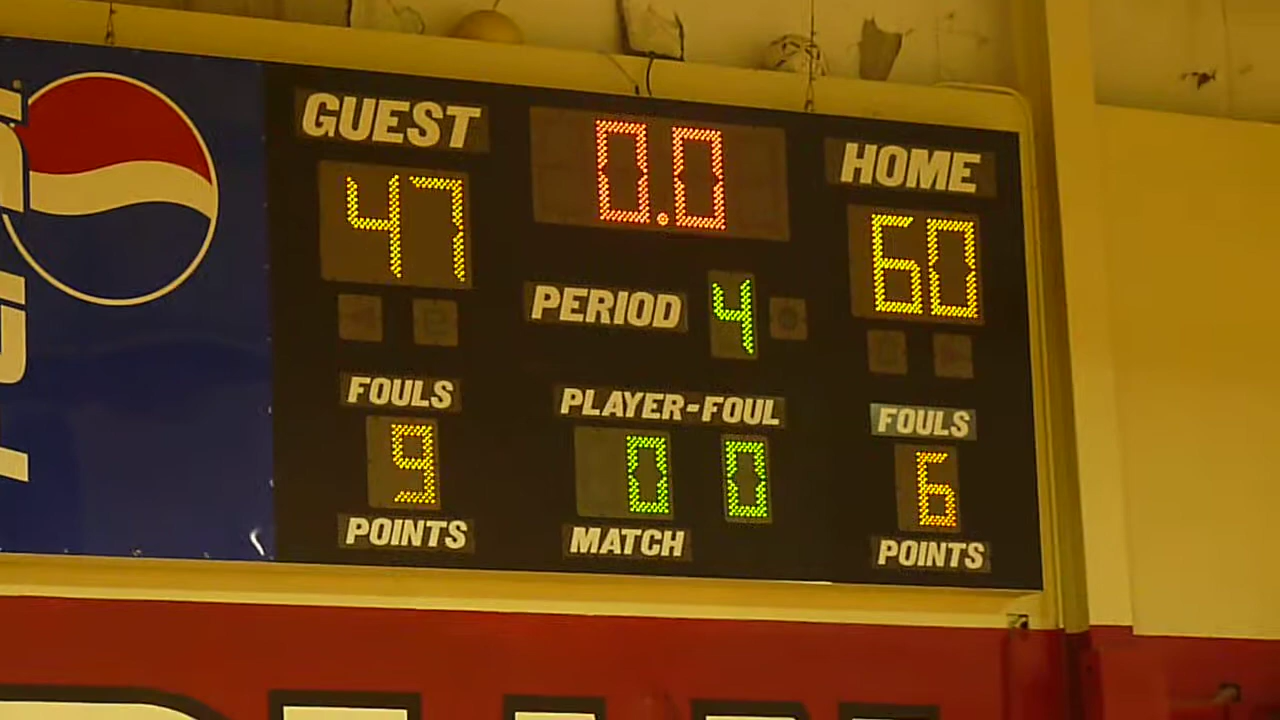 GUEST
0.0
HOME
47
60
PERIOD 4
FOULS
PLAYER-FOUL
FOULS
9
0 0
6
POINTS
MATCH
POINTS